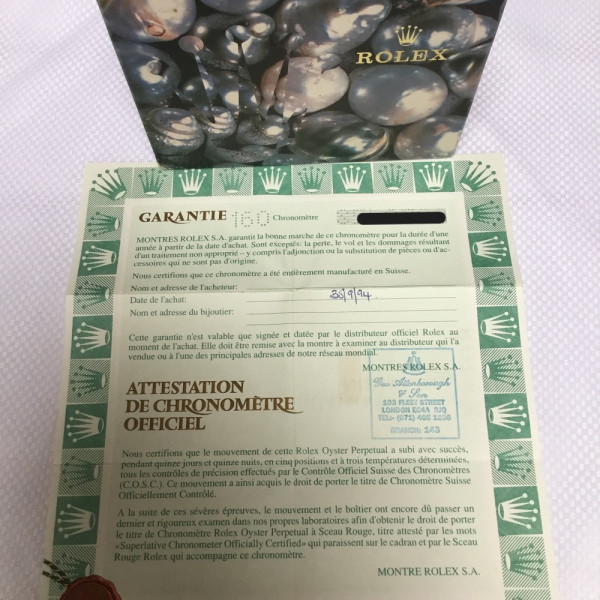 ROLEX
GARANTIE 160 Chronomètre
MONTRES ROLEX S.A. garantit la bonne marche de ce chronomètre pour la durée d'une
année à partir de la date d'achat. Sont exceptés: la perte, le vol et les dommages résultant
d'un traitement non approprié – y compris l'adjonction ou la substitution de pièces ou d'ac-
cessoires qui ne sont pas d'origine.
Nous certifions que ce chronomètre a été entièrement manufacturé en Suisse.
Nom et adresse de l'acheteur:
Date de l'achat: 30/9/94.
Nom et adresse du bijoutier:
Cette garantie n'est valable que signée et datée par le distributeur officiel Rolex au
moment de l'achat. Elle doit être remise avec la montre à examiner au distributeur qui l'a
vendue ou à l'une des principales adresses de notre réseau mondial.
MONTRES ROLEX S.A.
Geo Attenborough
& Son
193 FLEET STREET
LONDON EC4A
TEL:- (071)
BRANCH: 143
ATTESTATION
DE CHRONOMÈTRE
OFFICIEL
Nous certifions que le mouvement de cette Rolex Oyster Perpetual a subi avec succès,
pendant quinze jours et quinze nuits, en cinq positions et à trois températures déterminées,
tous les contrôles de précision effectués par le Contrôle Officiel Suisse des Chronomètres
(C.O.S.C.). Ce mouvement a ainsi acquis le droit de porter le titre de Chronomètre Suisse
Officiellement Contrôlé.
A la suite de ces sévères épreuves, le mouvement et le boîtier ont encore dû passer un
dernier et rigoureux examen dans nos propres laboratoires afin d'obtenir le droit de porter
le titre de Chronomètre Rolex Oyster Perpetual à Sceau Rouge, titre attesté par les mots
«Superlative Chronometer Officially Certified» qui paraissent sur le cadran et par le Sceau
Rouge Rolex qui accompagne ce chronomètre.
MONTRE ROLEX S.A.